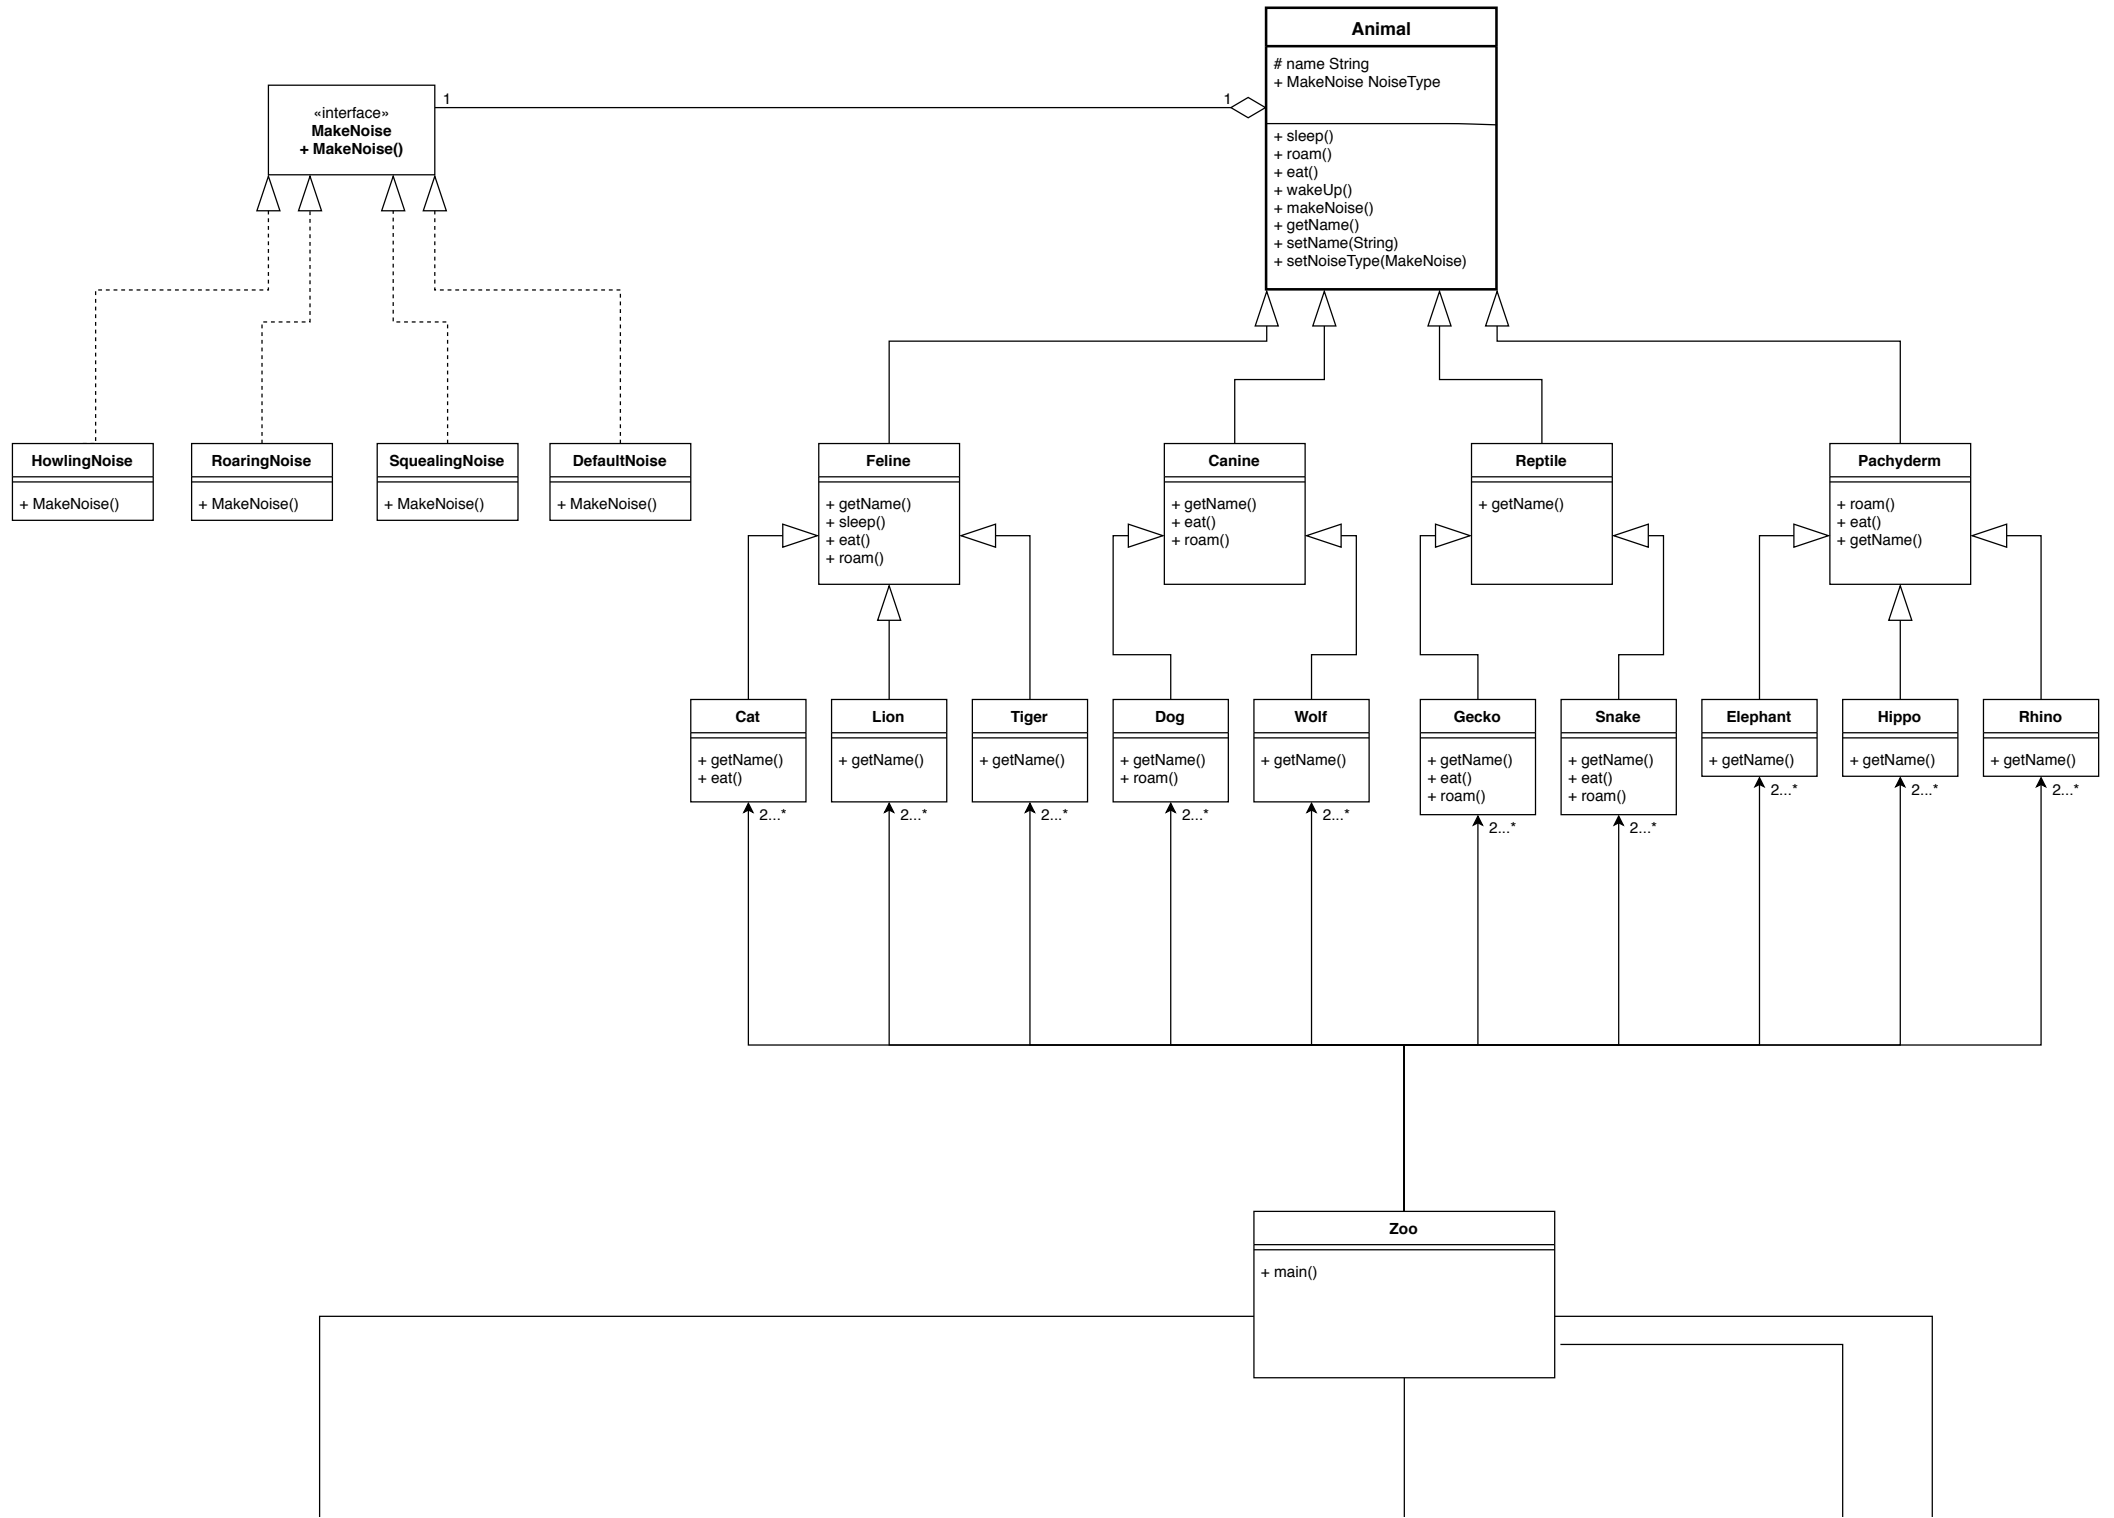 Animal
# name String
+ MakeNoise NoiseType
+ sleep()
+ roam()
+ eat()
+ wakeUp()
+ makeNoise()
+ getName()
+ setName(String)
+ setNoiseType(MakeNoise)
1
1
«interface»
MakeNoise
+ MakeNoise()
HowlingNoise
+ MakeNoise()
RoaringNoise
+ MakeNoise()
SquealingNoise
+ MakeNoise()
DefaultNoise
+ MakeNoise()
Feline
+ getName()
+ sleep()
+ eat()
+ roam()
Canine
+ getName()
+ eat()
+ roam()
Reptile
+ getName()
Pachyderm
+ roam()
+ eat()
+ getName()
Cat
+ getName()
+ eat()
2...*
Lion
+ getName()
2...*
Tiger
+ getName()
2...*
Dog
+ getName()
+ roam()
2...*
Wolf
+ getName()
2...*
Gecko
+ getName()
+ eat()
+ roam()
2...*
Snake
+ getName()
+ eat()
+ roam()
2...*
Elephant
+ getName()
2...*
Hippo
+ getName()
2...*
Rhino
+ getName()
2...*
Zoo
+ main()